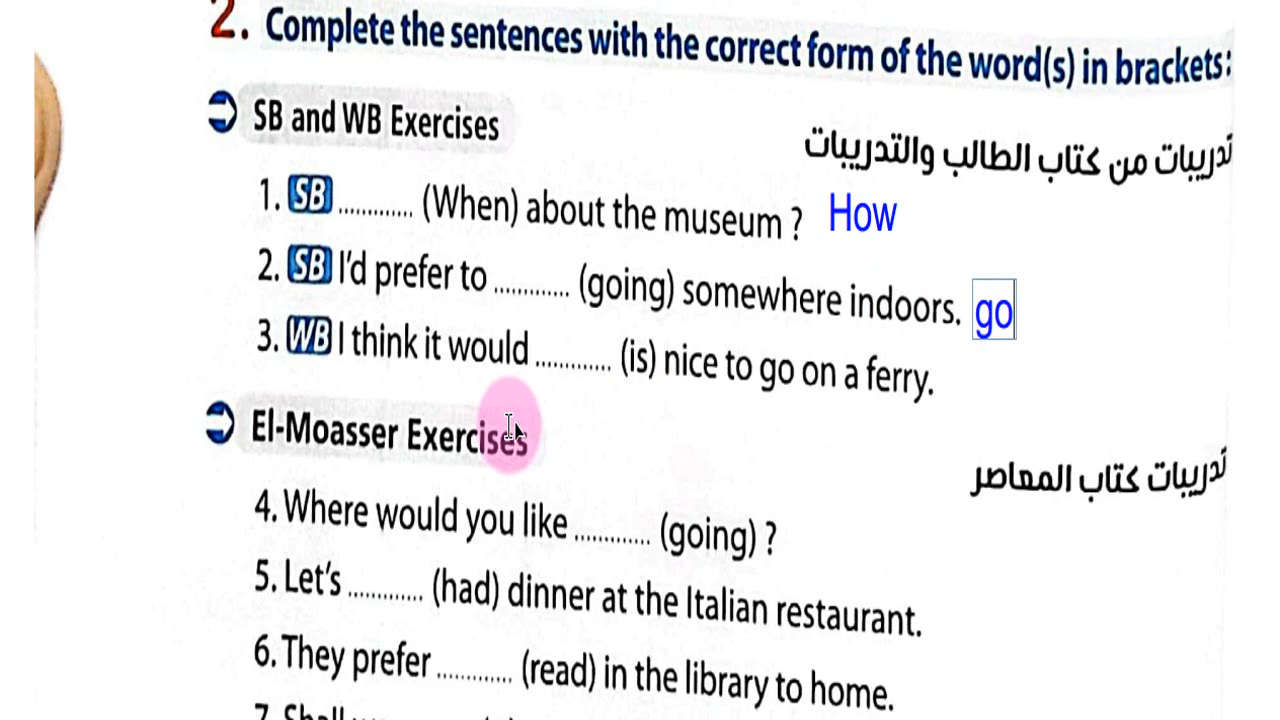 2. Complete the sentences with the correct form of the word(s) in brackets:
SB and WB Exercises
تدريبات من كتاب الطالب والتدريبات
1. SB ............. (When) about the museum ? How
2. SB I'd prefer to ............. (going) somewhere indoors. go
3. WB I think it would ............. (is) nice to go on a ferry.
El-Moasser Exercises
تدريبات كتاب المعاصر
4. Where would you like ............. (going) ?
5. Let's ............. (had) dinner at the Italian restaurant.
6. They prefer ............. (read) in the library to home.
7. Shall